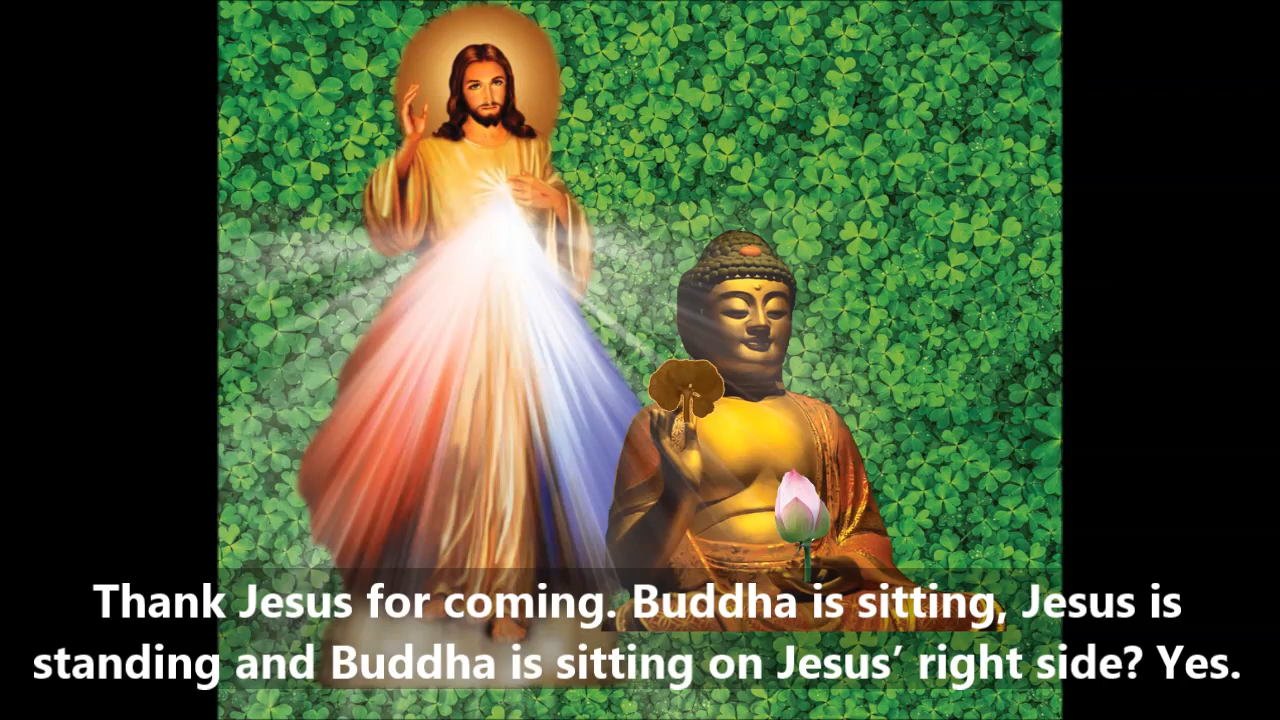 Thank Jesus for coming. Buddha is sitting, Jesus is
standing and Buddha is sitting on Jesus’ right side? Yes.